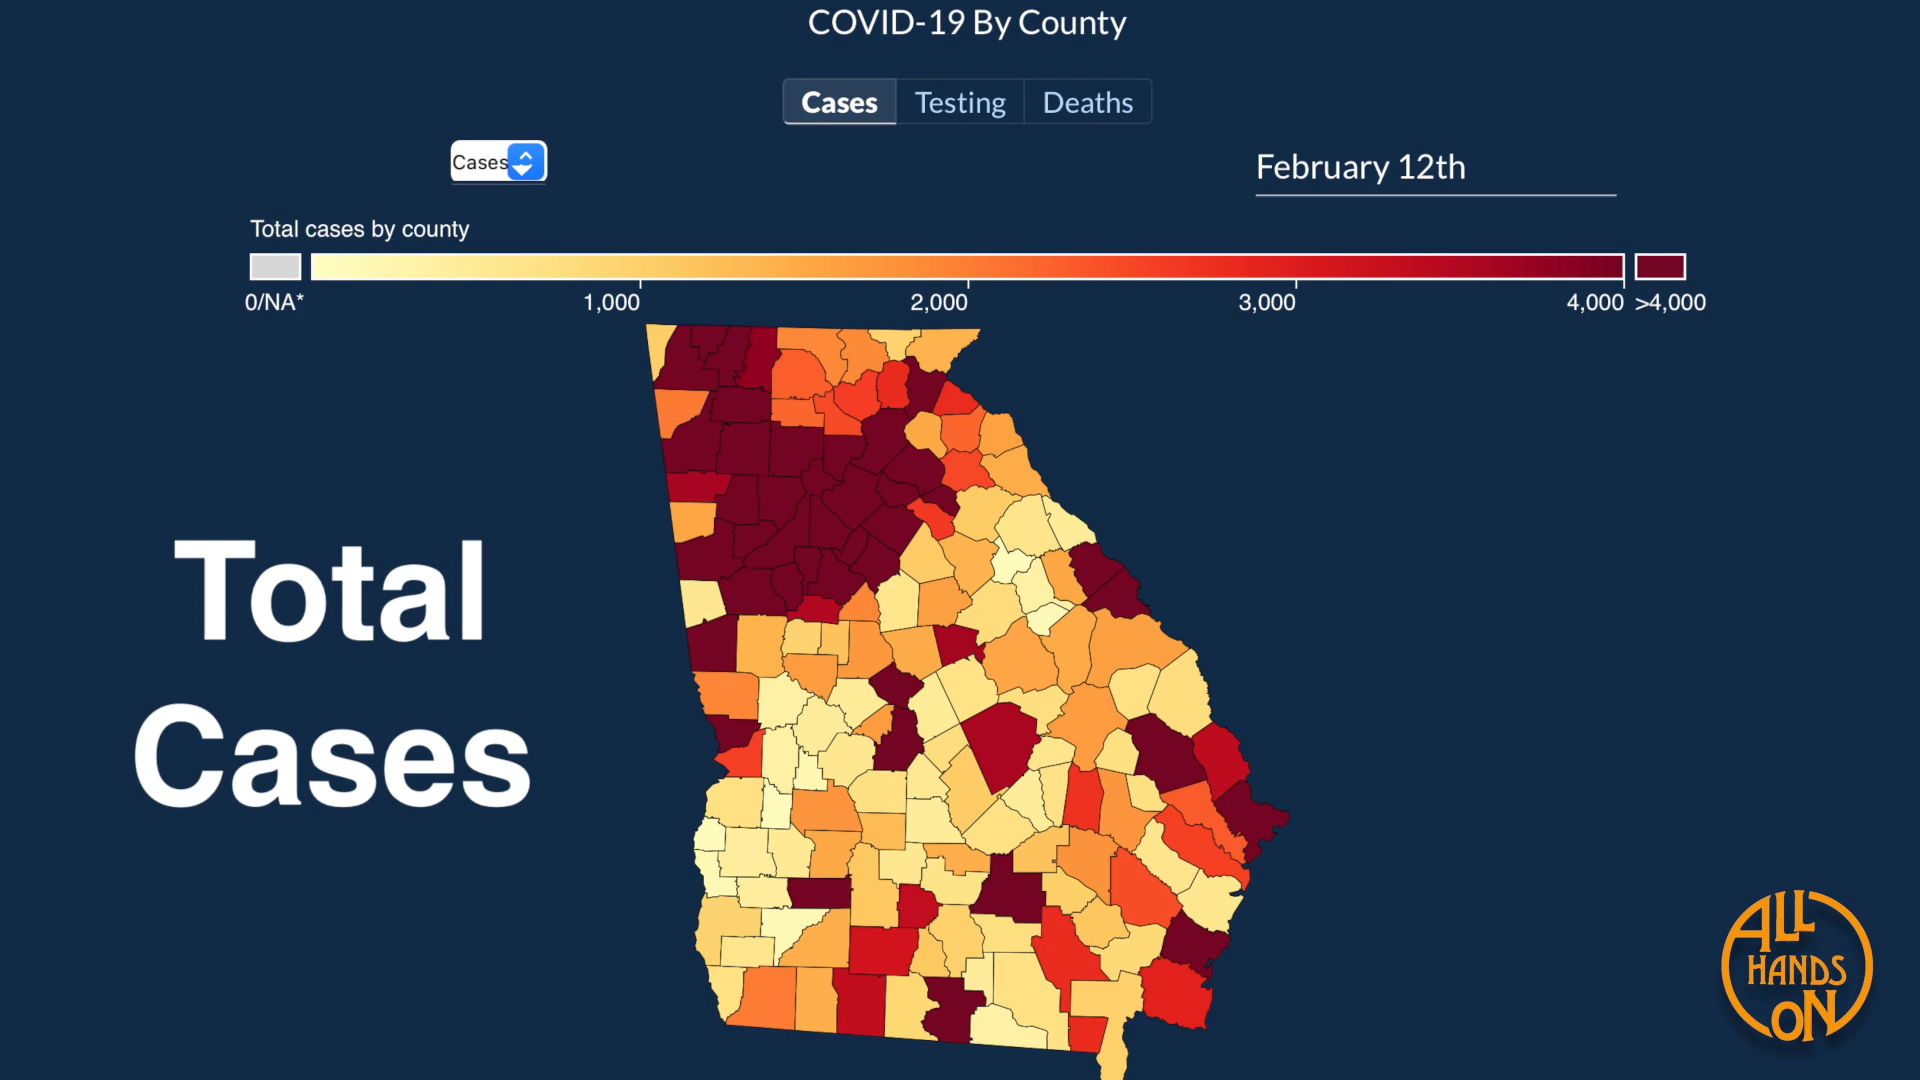 COVID-19 By County
Cases Testing Deaths
Cases
February 12th
Total cases by county
0/NA* 1,000 2,000 3,000 4,000 >4,000
Total
Cases
ALL
HANDS
ON